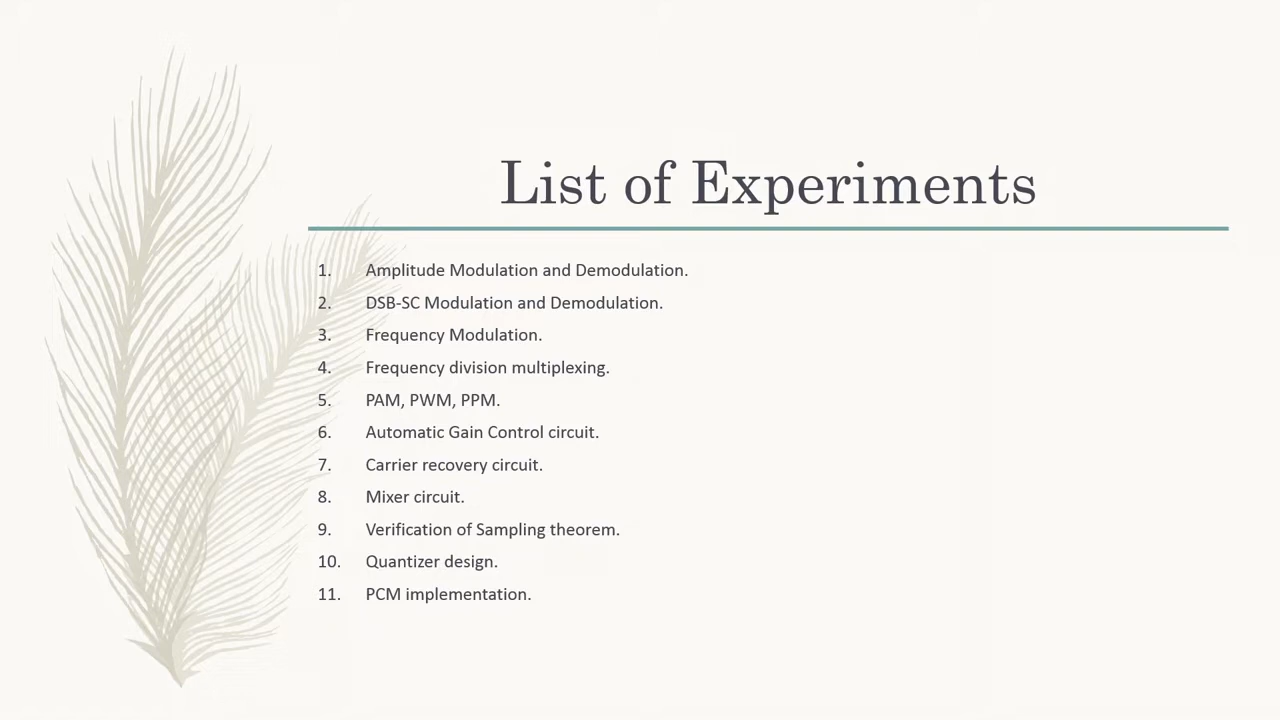 List of Experiments
1. Amplitude Modulation and Demodulation.
2. DSB-SC Modulation and Demodulation.
3. Frequency Modulation.
4. Frequency division multiplexing.
5. PAM, PWM, PPM.
6. Automatic Gain Control circuit.
7. Carrier recovery circuit.
8. Mixer circuit.
9. Verification of Sampling theorem.
10. Quantizer design.
11. PCM implementation.